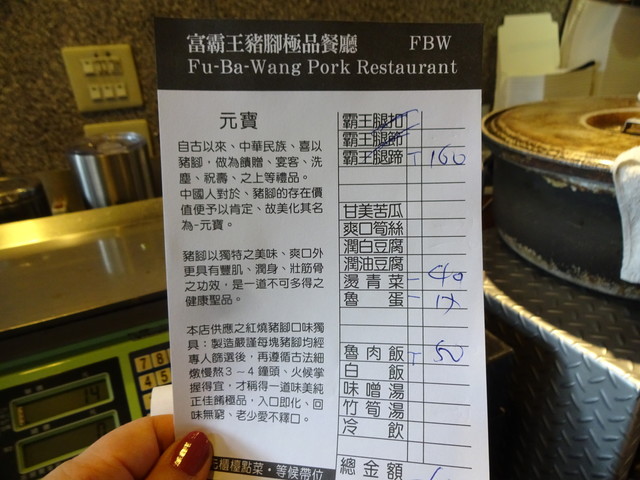 富霸王豬腳極品餐廳 FBW
Fu-Ba-Wang Pork Restaurant
元寶
自古以來、中華民族、喜以
豬腳，做為饋贈、宴客、洗
塵、祝壽、之上等禮品。
中國人對於、豬腳的存在價
值便予以肯定、故美化其名
為-元寶。
豬腳以獨特之美味、爽口外
更具有豐肌、潤身、壯筋骨
之功效，是一道不可多得之
健康聖品。
本店供應之紅燒豬腳口味獨
具：製造嚴謹每塊豬腳均經
專人篩選後，再遵循古法細
燉慢熬3－4鐘頭、火候掌
握得宜，才稱得一道味美純
正佳餚極品，入口即化、回
味無窮、老少愛不釋口。
霸王腿扣
霸王腿節
霸王腿蹄 160
甘美苦瓜
爽口筍絲
潤白豆腐
潤油豆腐
燙青菜 40
魯蛋
魯肉飯 50
白飯
味噌湯
竹筍湯
冷飲
總金額
櫃檯點菜・等候帶位